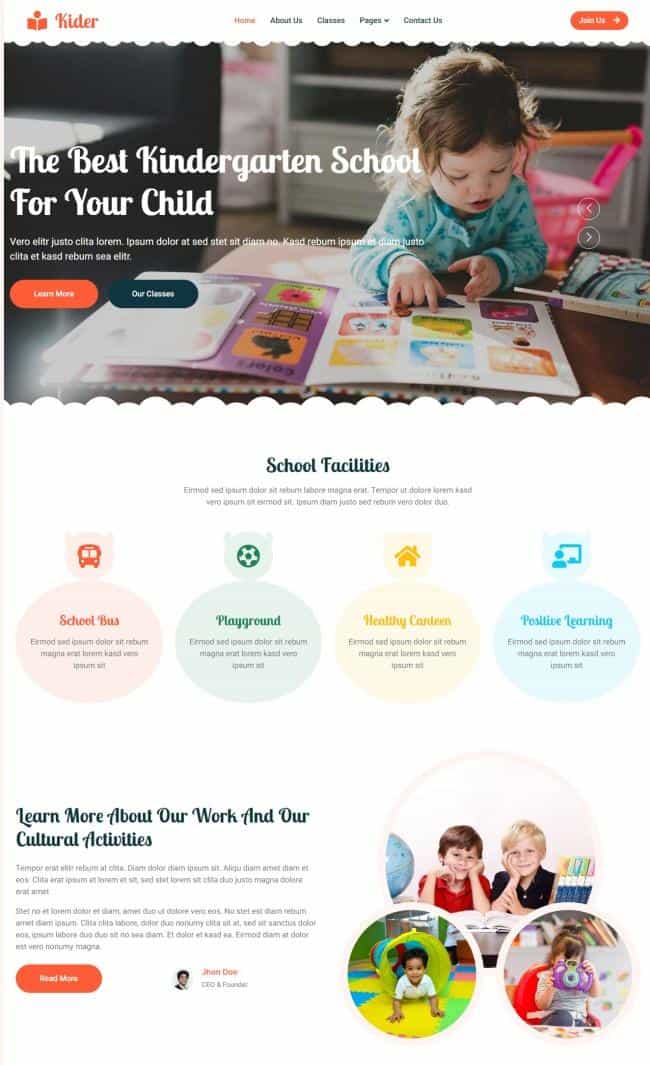 Kider
Home About Us Classes Pages Contact Us
Join Us
The Best Kindergarten School
For Your Child
Vero elitr justo clita lorem. Ipsum dolor at sed stet sit diam no. Kasd rebum ipsum et diam justo
clita et kasd rebum sea elitr.
Learn More
Our Classes
Colors
School Facilities
Eirmod sed ipsum dolor sit rebum labore magna erat. Tempor ut dolore lorem kasd
vero ipsum sit eirmod sit. Ipsum diam justo sed rebum vero dolor duo.
School Bus
Eirmod sed ipsum dolor sit rebum
magna erat lorem kasd vero
ipsum sit
Playground
Eirmod sed ipsum dolor sit rebum
magna erat lorem kasd vero
ipsum sit
Healthy Canteen
Eirmod sed ipsum dolor sit rebum
magna erat lorem kasd vero
ipsum sit
Positive Learning
Eirmod sed ipsum dolor sit rebum
magna erat lorem kasd vero
ipsum sit
Learn More About Our Work And Our
Cultural Activities
Tempor erat elitr rebum at clita. Diam dolor diam ipsum sit. Aliqu diam amet diam et
eos. Clita erat ipsum et lorem et sit, sed stet lorem sit clita duo justo magna dolore
erat amet
Stet no et lorem dolor et diam, amet duo ut dolore vero eos. No stet est diam rebum
amet diam ipsum. Clita clita labore, dolor duo nonumy clita sit at, sed sit sanctus dolor
eos, ipsum labore duo duo sit no sea diam. Et dolor et kasd ea. Eirmod diam at dolor
est vero nonumy magna.
Read More
Jhon Doe
CEO & Founder